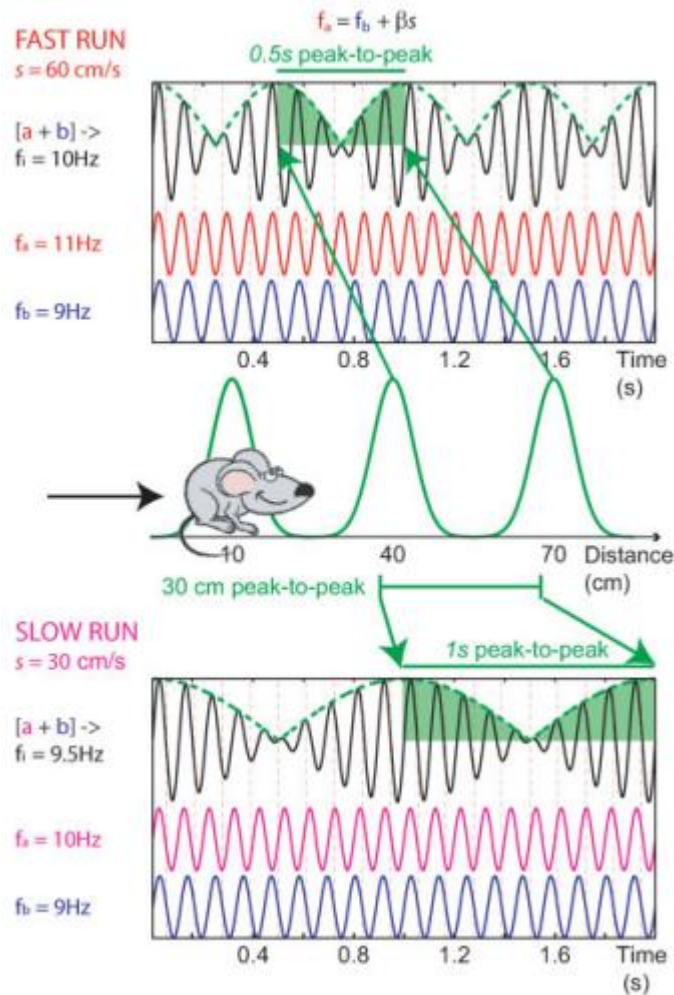 fa = fb + βs
FAST RUN
s = 60 cm/s
0.5s peak-to-peak
[a + b] ->
fi = 10Hz
fa = 11Hz
fb = 9Hz
0.4 0.8 1.2 1.6 Time
(s)
10 40 70 Distance
(cm)
30 cm peak-to-peak
SLOW RUN
s = 30 cm/s
1s peak-to-peak
[a + b] ->
fi = 9.5Hz
fa = 10Hz
fb = 9Hz
0.4 0.8 1.2 1.6 Time
(s)